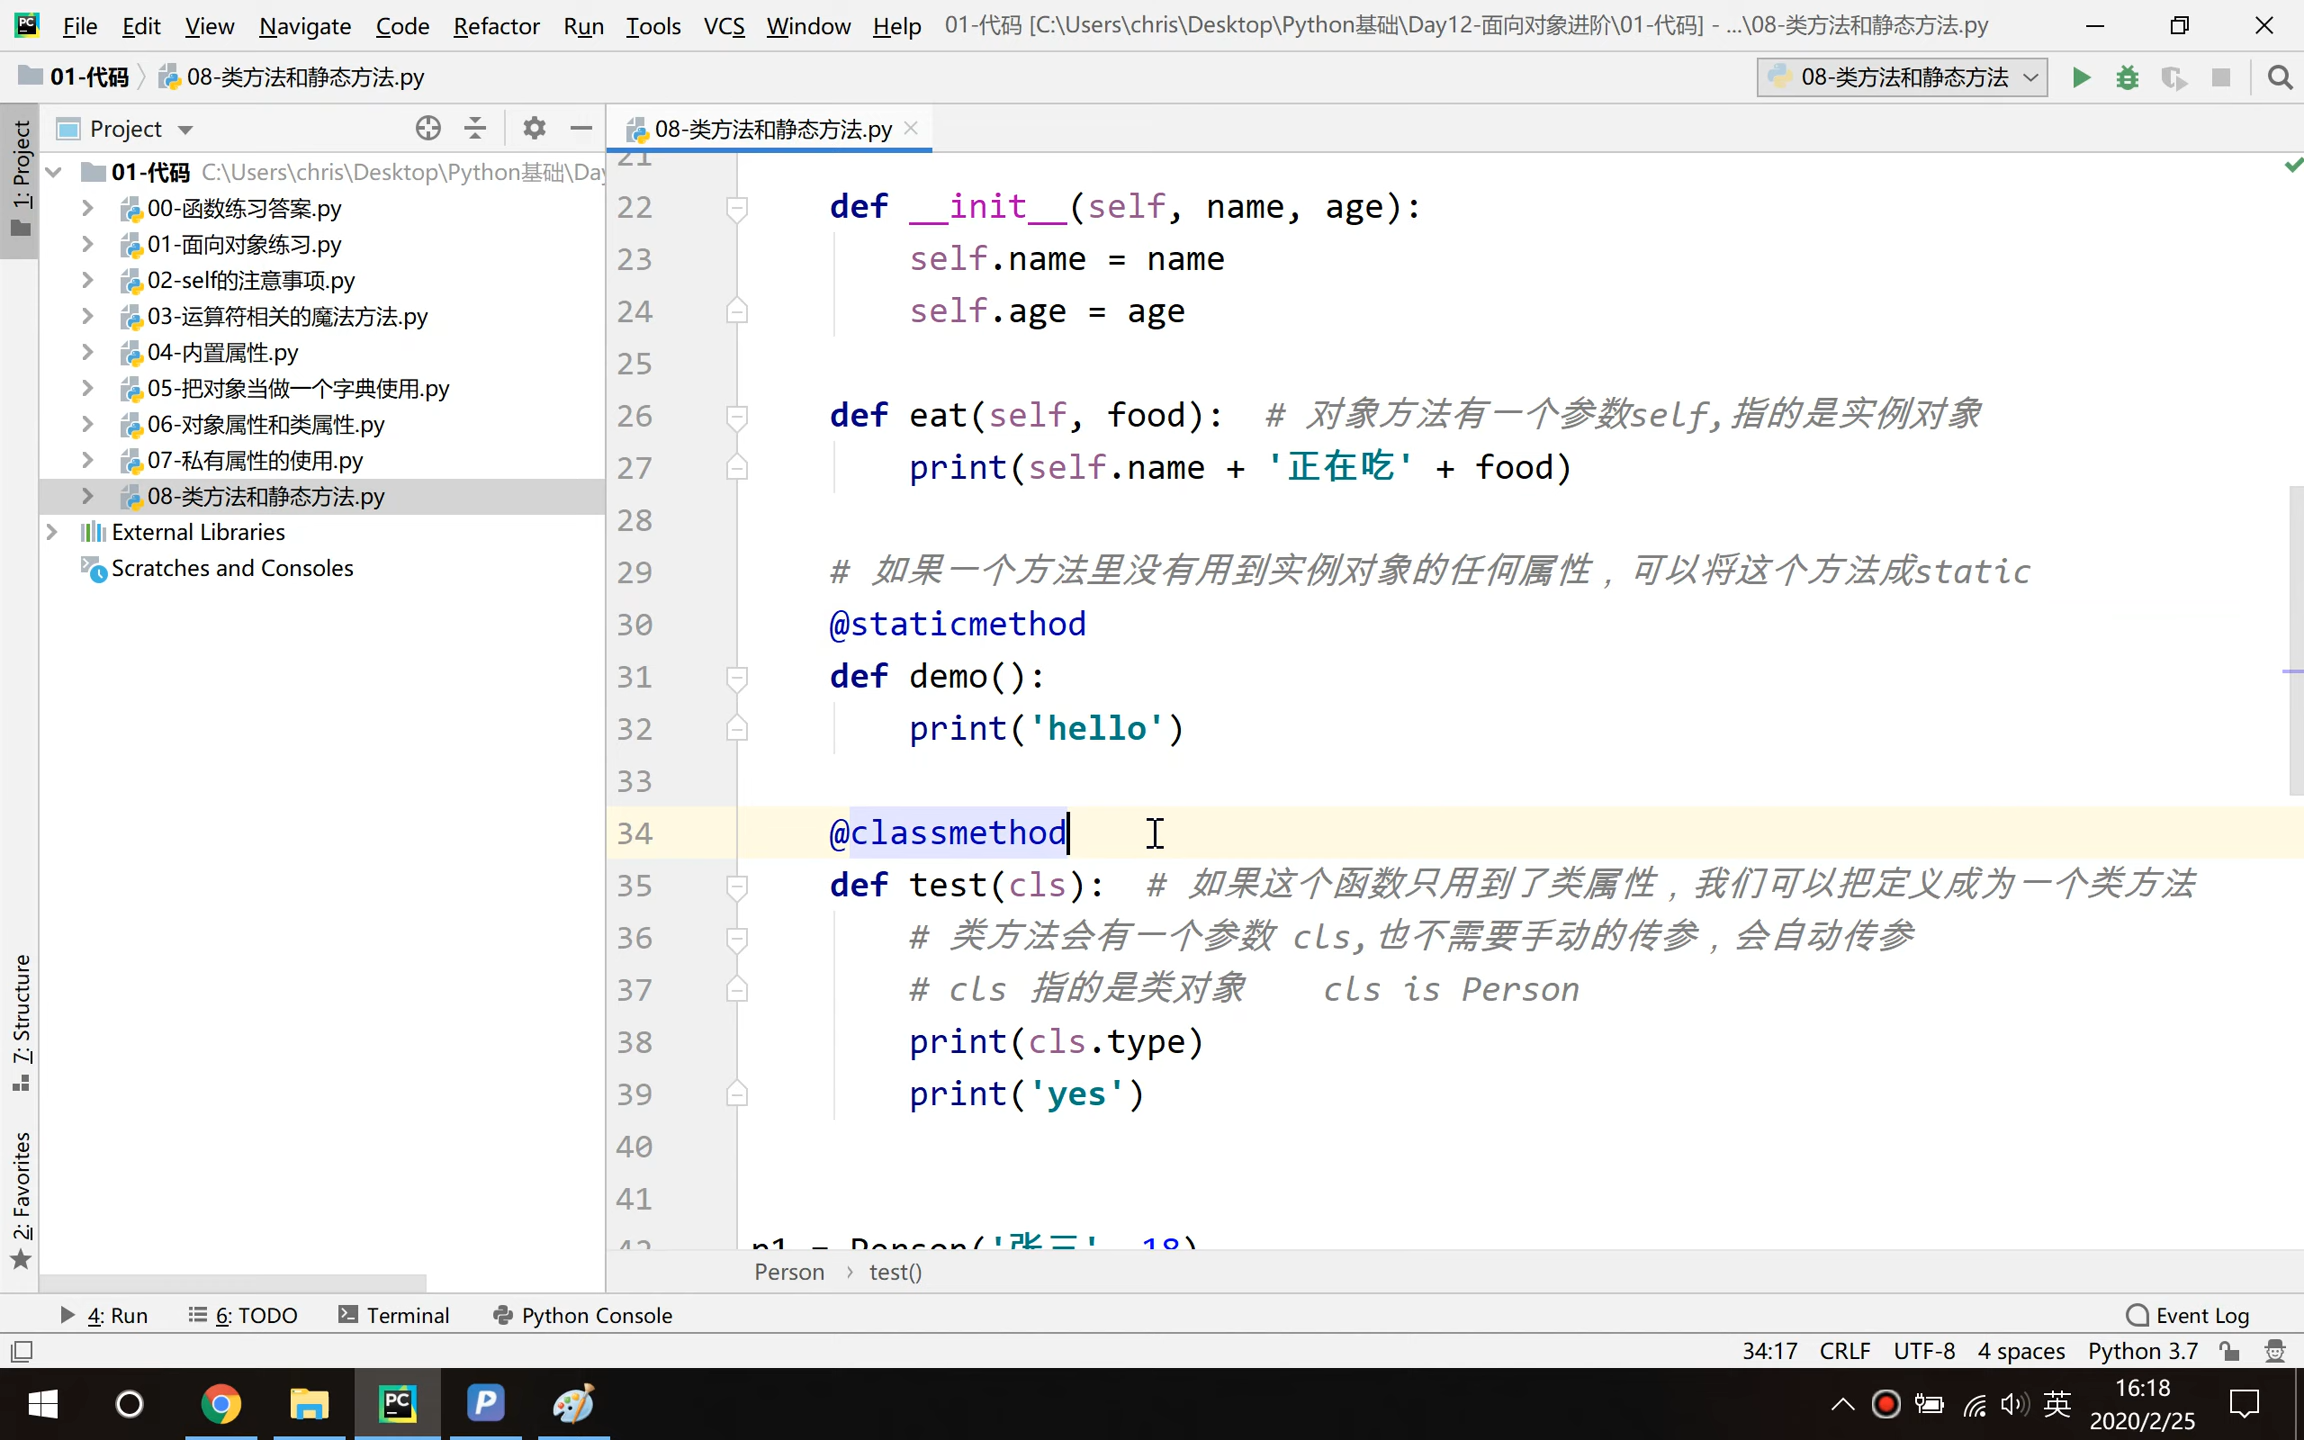 File Edit View Navigate Code Refactor Run Tools VCS Window Help 01-代码 [C:\Users\chris\Desktop\Python基础\Day12-面向对象进阶\01-代码] - ...\08-类方法和静态方法.py
01-代码 08-类方法和静态方法.py
08-类方法和静态方法
1: Project
Project
08-类方法和静态方法.py
01-代码 C:\Users\chris\Desktop\Python基础\Day
00-函数练习答案.py
01-面向对象练习.py
02-self的注意事项.py
03-运算符相关的魔法方法.py
04-内置属性.py
05-把对象当做一个字典使用.py
06-对象属性和类属性.py
07-私有属性的使用.py
08-类方法和静态方法.py
External Libraries
Scratches and Consoles
7: Structure
2: Favorites
21
22 def __init__(self, name, age):
23 self.name = name
24 self.age = age
25
26 def eat(self, food): # 对象方法有一个参数self,指的是实例对象
27 print(self.name + '正在吃' + food)
28
29 # 如果一个方法里没有用到实例对象的任何属性，可以将这个方法成static
30 @staticmethod
31 def demo():
32 print('hello')
33
34 @classmethod
35 def test(cls): # 如果这个函数只用到了类属性，我们可以把定义成为一个类方法
36 # 类方法会有一个参数 cls,也不需要手动的传参，会自动传参
37 # cls 指的是类对象 cls is Person
38 print(cls.type)
39 print('yes')
40
41
42 p1 = Person('张三', 18)
Person › test()
4: Run 6: TODO Terminal Python Console Event Log
34:17 CRLF UTF-8 4 spaces Python 3.7
PC P 英 16:18
2020/2/25